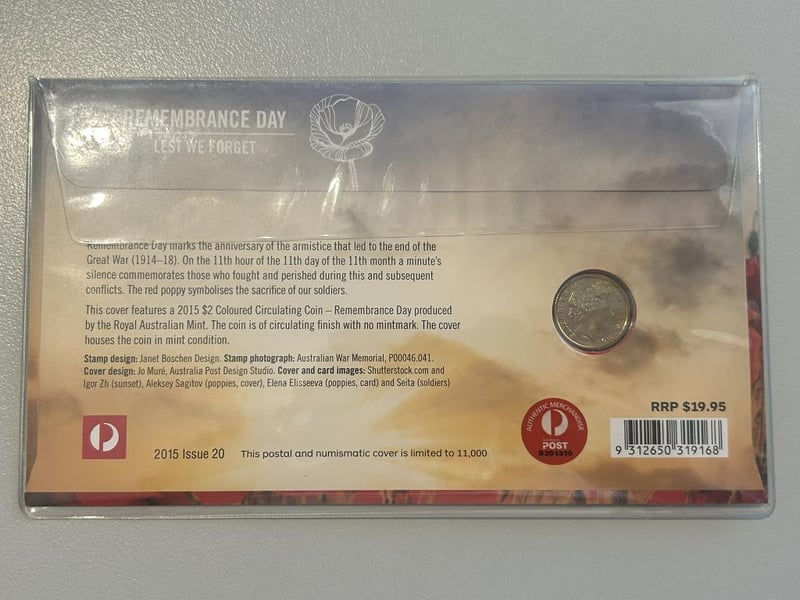 REMEMBRANCE DAY
LEST WE FORGET
Remembrance Day marks the anniversary of the armistice that led to the end of the
Great War (1914–18). On the 11th hour of the 11th day of the 11th month a minute's
silence commemorates those who fought and perished during this and subsequent
conflicts. The red poppy symbolises the sacrifice of our soldiers.
This cover features a 2015 $2 Coloured Circulating Coin – Remembrance Day produced
by the Royal Australian Mint. The coin is of circulating finish with no mintmark. The cover
houses the coin in mint condition.
Stamp design: Janet Boschen Design. Stamp photograph: Australian War Memorial, P00046.041.
Cover design: Jo Muré, Australia Post Design Studio. Cover and card images: Shutterstock.com and
Igor Zh (sunset), Aleksey Sagitov (poppies, cover), Elena Elisseeva (poppies, card) and Seita (soldiers)
2015 Issue 20
This postal and numismatic cover is limited to 11,000
AUTHENTIC MERCHANDISE
POST
RRP $19.95
9 312650 319168